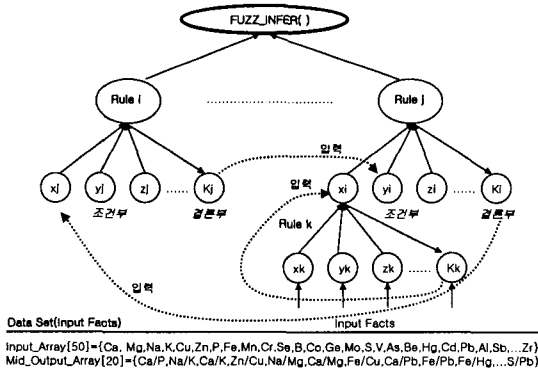 FUZZ_INFER( )
Rule i
Rule j
입력
입력
xj
yj
zj
......
Kj
xi
yi
zi
......
Ki
조건부
결론부
조건부
결론부
Rule k
입력
xk
yk
zk
......
Kk
Data Set(Input Facts)
Input Facts
Input_Array[50]={Ca, Mg,Na,K,Cu,Zn,P,Fe,Mn,Cr,Se,B,Co,Ge,Mo,S,V,As,Be,Hg,Cd,Pb,Al,Sb,...Zr}
Mid_Output_Array[20]={Ca/P,Na/K,Ca/K,Zn/Cu,Na/Mg,Ca/Mg,Fe/Cu,Ca/Pb,Fe/Pb,Fe/Hg,...S/Pb}